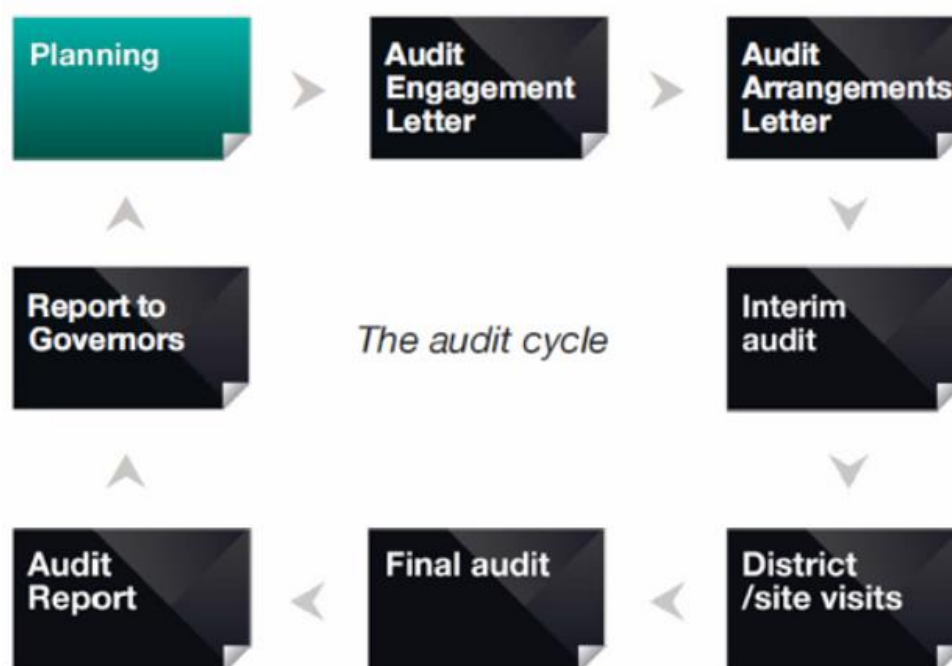 Planning
Audit
Engagement
Letter
Audit
Arrangements
Letter
Report to
Governors
The audit cycle
Interim
audit
Audit
Report
Final audit
District
/site visits